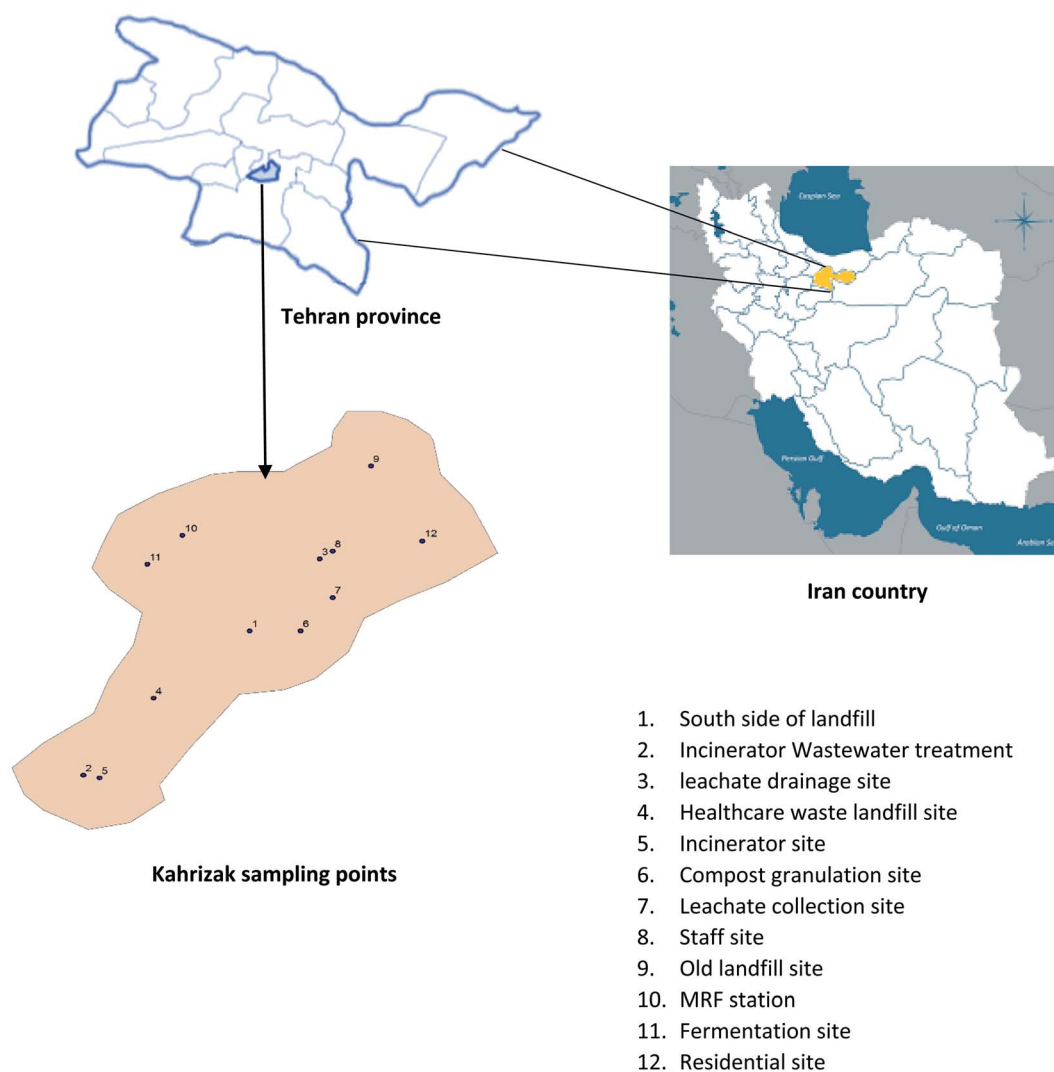 Caspian Sea
Tehran province
Persian Gulf
Gulf of Oman
Arabian Se
Iran country
9
10
12
8
3
11
7
1
6
4
2
5
Kahrizak sampling points
1. South side of landfill
2. Incinerator Wastewater treatment
3. leachate drainage site
4. Healthcare waste landfill site
5. Incinerator site
6. Compost granulation site
7. Leachate collection site
8. Staff site
9. Old landfill site
10. MRF station
11. Fermentation site
12. Residential site